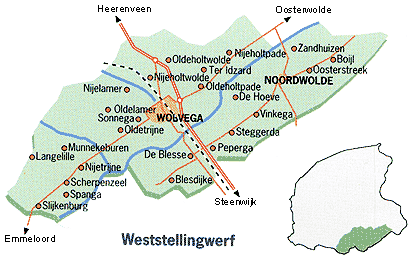 Heerenveen
Oosterwolde
Oldeholtwolde
Nijeholtpade
Zandhuizen
Ter Idzard
Boijl
Nijeholtwolde
Oosterstreek
NOORDWOLDE
Nijelamer
Oldeholtpade
De Hoeve
Oldelamer
Sonnega
WOLVEGA
Vinkega
Oldetrijne
Steggerda
Munnekeburen
Peperga
Langelille
De Blesse
Nijetrijne
Scherpenzeel
Blesdijke
Spanga
Slijkenburg
Steenwijk
Emmeloord
Weststellingwerf